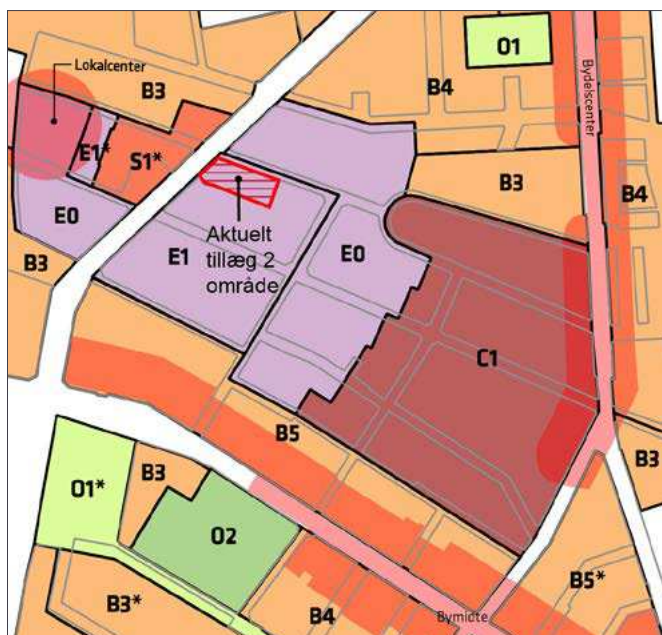 O1
Lokalcenter
B3
Bydelscenter
B4
E1*
S1*
B3
B4
E0
Aktuelt
tillæg 2
område
E0
E1
B3
C1
B5
B3
O1*
B3
O2
B5*
B3*
B4
Bymidte